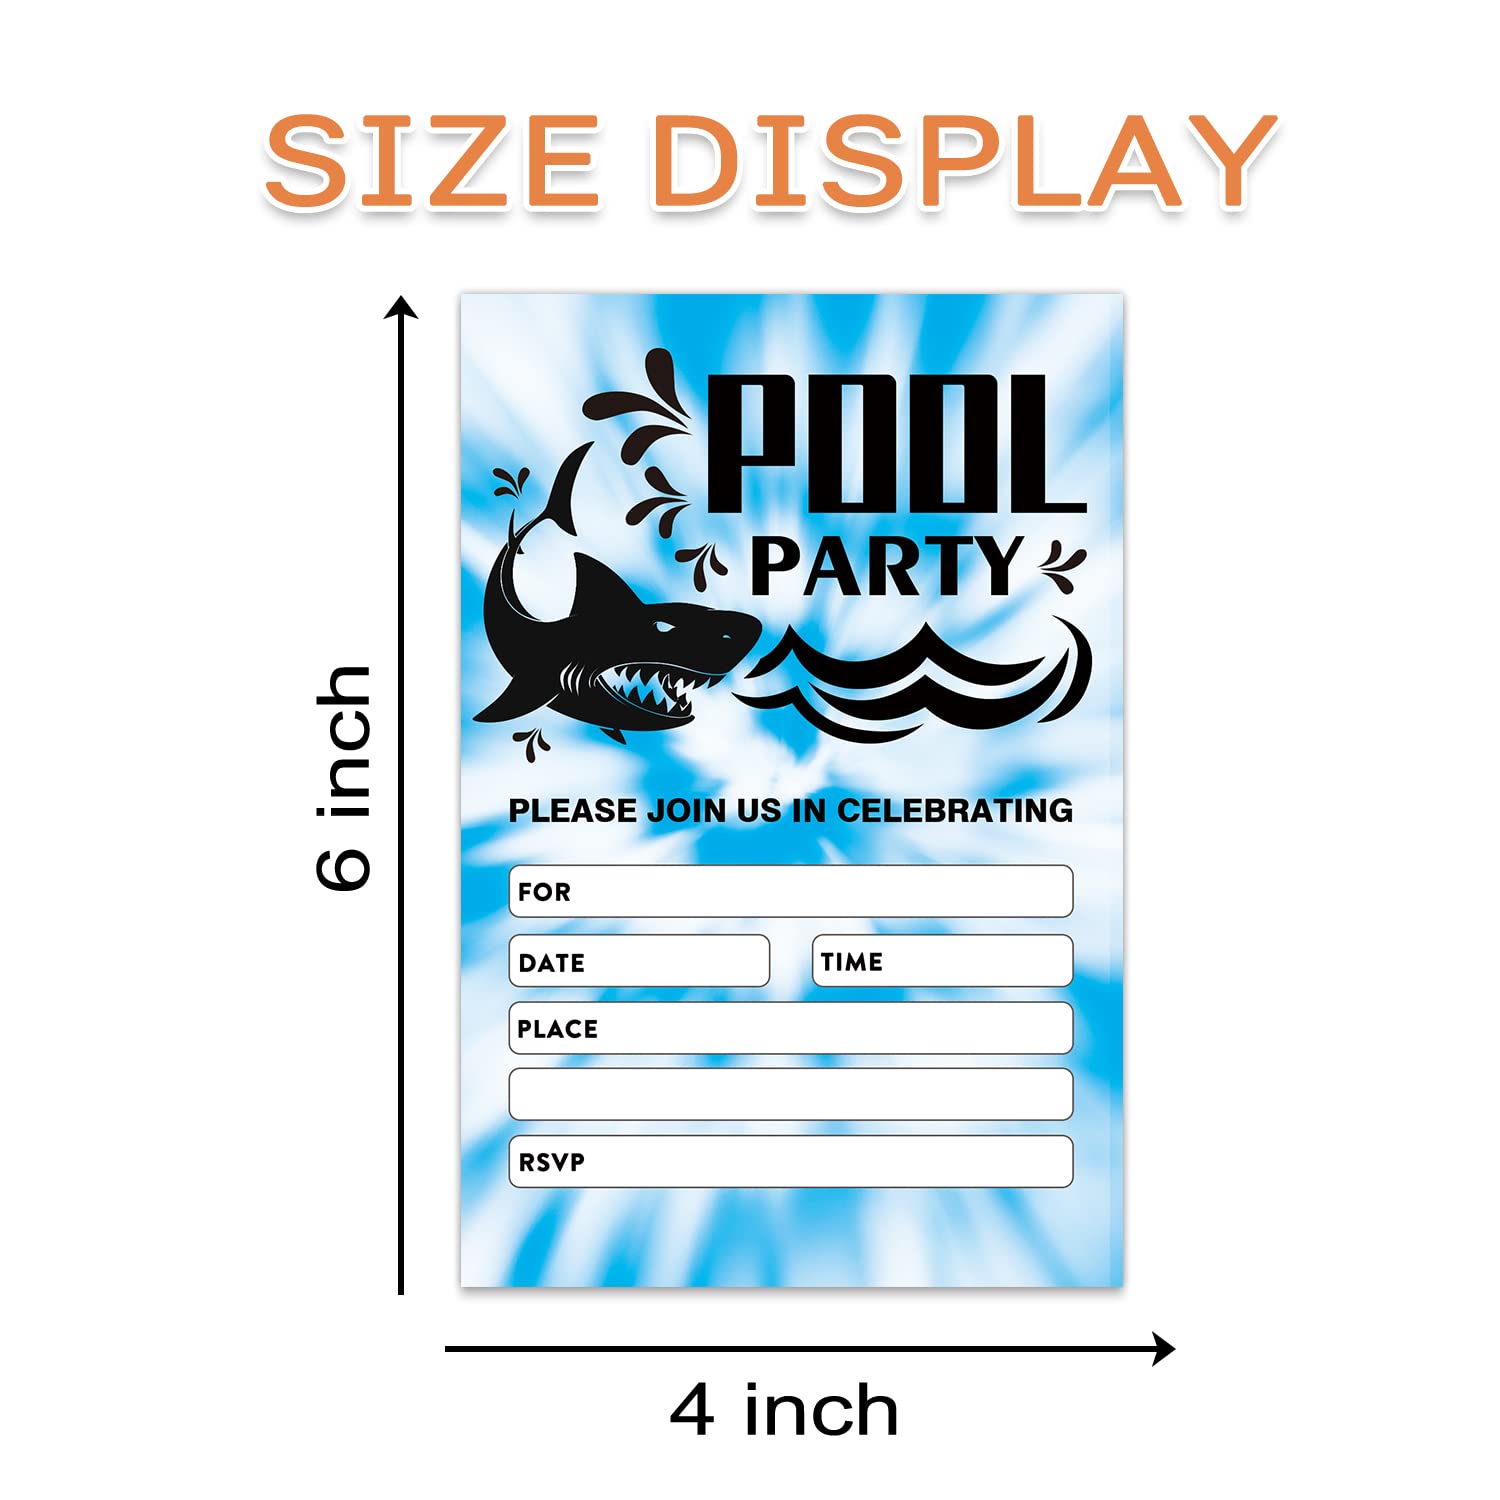 SIZE DISPLAY
POOL
PARTY
PLEASE JOIN US IN CELEBRATING
FOR
DATE TIME
PLACE
RSVP
6 inch
4 inch